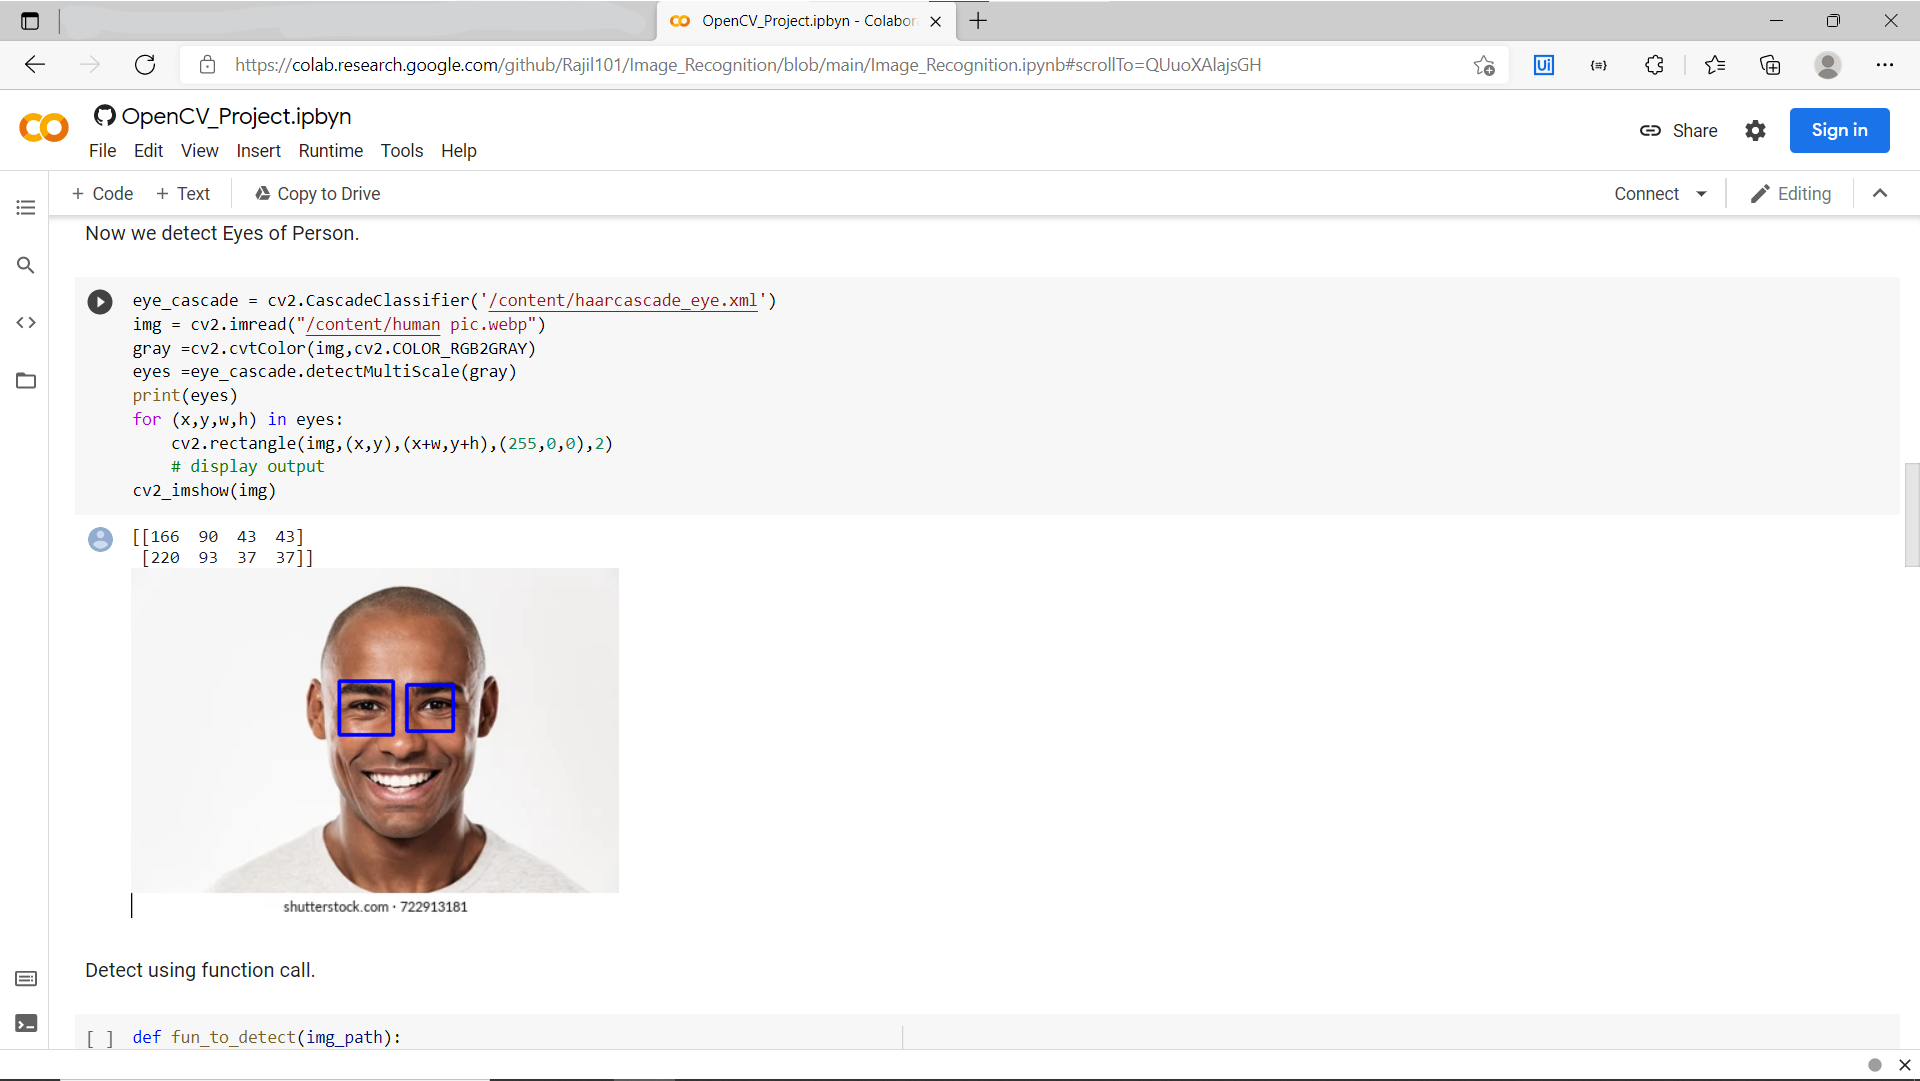 OpenCV_Project.ipbyn - Colabor
https://colab.research.google.com/github/Rajil101/Image_Recognition/blob/main/Image_Recognition.ipynb#scrollTo=QUuoXAlajsGH
OpenCV_Project.ipbyn
File Edit View Insert Runtime Tools Help
Share
Sign in
+ Code + Text Copy to Drive
Connect Editing
Now we detect Eyes of Person.
eye_cascade = cv2.CascadeClassifier('/content/haarcascade_eye.xml')
img = cv2.imread("/content/human pic.webp")
gray =cv2.cvtColor(img,cv2.COLOR_RGB2GRAY)
eyes =eye_cascade.detectMultiScale(gray)
print(eyes)
for (x,y,w,h) in eyes:
    cv2.rectangle(img,(x,y),(x+w,y+h),(255,0,0),2)
    # display output
cv2_imshow(img)
[[166  90  43  43]
 [220  93  37  37]]
shutterstock.com · 722913181
Detect using function call.
[ ] def fun_to_detect(img_path):